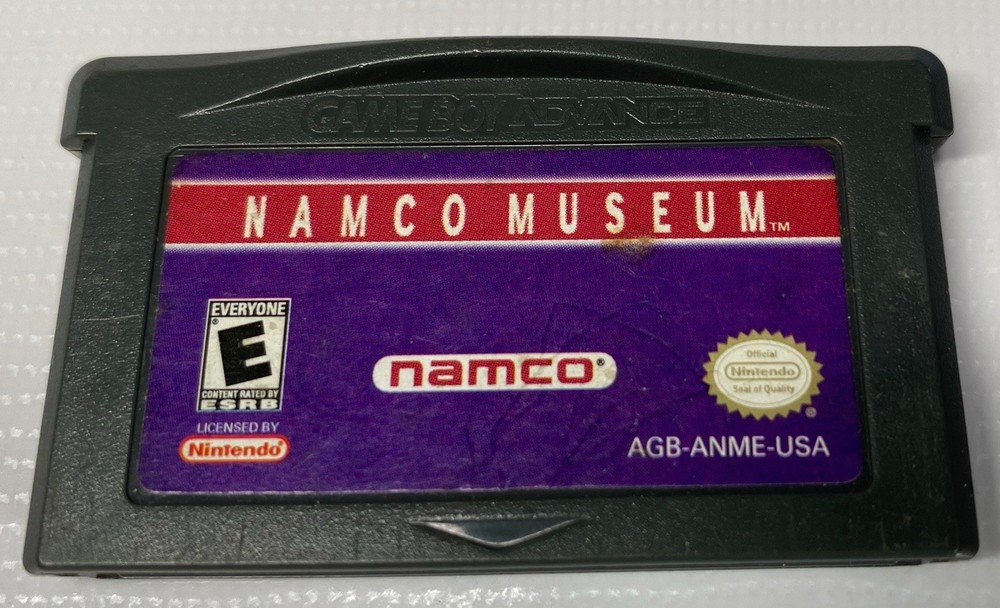 GAME BOY ADVANCE
NAMCO MUSEUM™
EVERYONE
E
®
CONTENT RATED BY
ESRB
LICENSED BY
Nintendo®
namco®
Official
Nintendo
Seal of Quality
®
AGB-ANME-USA